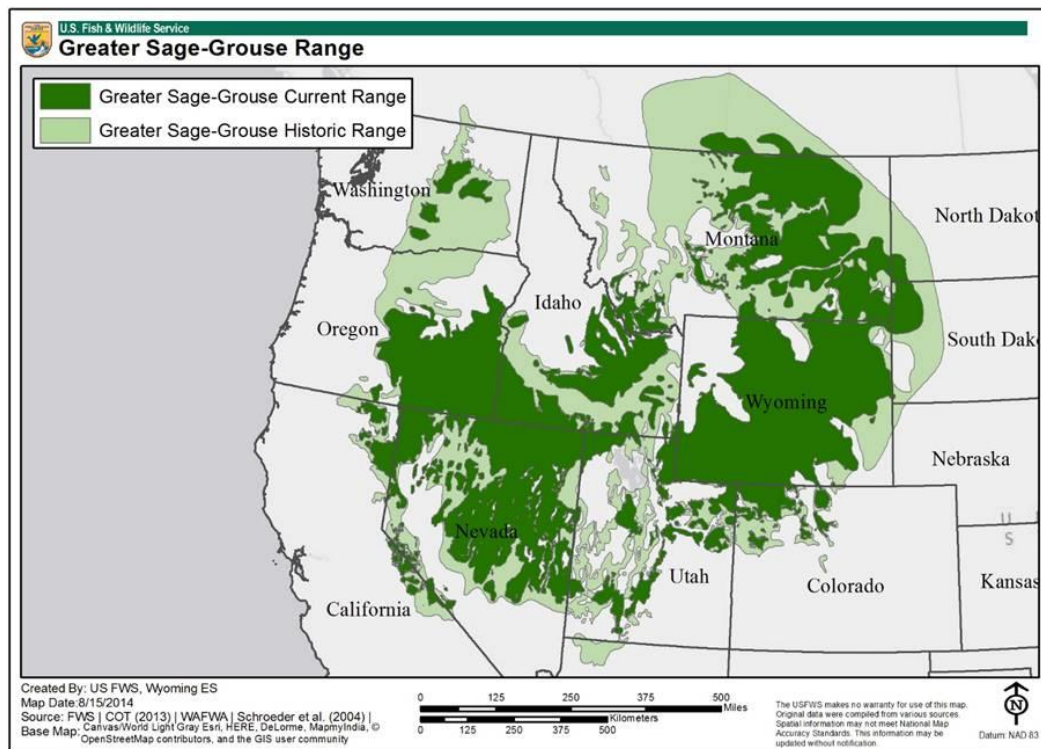 U.S. Fish & Wildlife Service
Greater Sage-Grouse Range
Greater Sage-Grouse Current Range
Greater Sage-Grouse Historic Range
Washington
Montana
North Dakot
Oregon
Idaho
South Dak
Wyoming
Nebraska
Nevada
U
S
Utah
Colorado
Kansas
California
Created By: US FWS, Wyoming ES
Map Date:8/15/2014
Source: FWS | COT (2013) | WAFWA | Schroeder et al. (2004) |
Base Map: Canvas/World Light Gray Esri, HERE, DeLorme, MapmyIndia, ©
OpenStreetMap contributors, and the GIS user community
0 125 250 375 500
Miles
Kilometers
0 125 250 375 500
The USFWS makes no warranty for use of this map.
Original data were compiled from various sources.
Spatial information may not meet National Map
Accuracy Standards. This information may be
updated without notification.
N
Datum: NAD 83